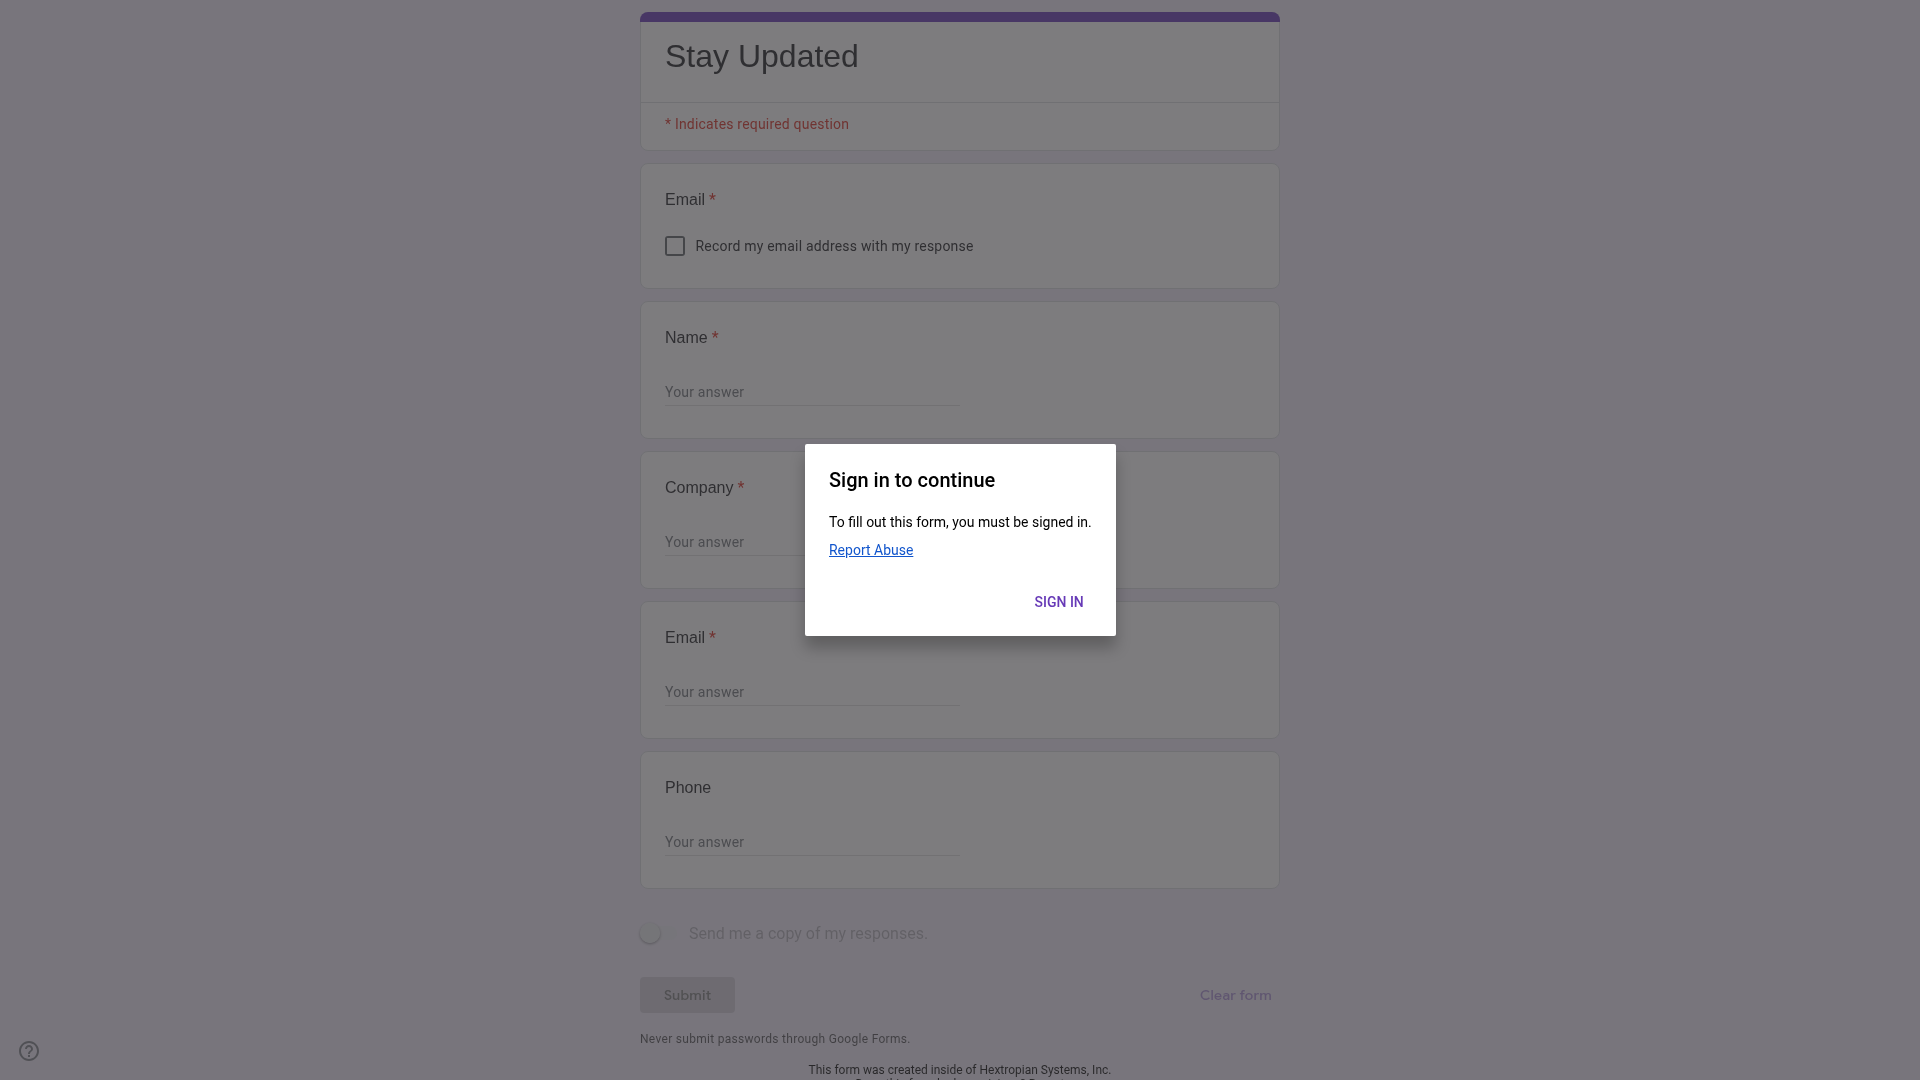 Stay Updated
* Indicates required question
Email *
Record my email address with my response
Name *
Your answer
Company *
Your answer
Sign in to continue
To fill out this form, you must be signed in.
Report Abuse
SIGN IN
Email *
Your answer
Phone
Your answer
Send me a copy of my responses.
Submit
Clear form
Never submit passwords through Google Forms.
This form was created inside of Hextropian Systems, Inc.